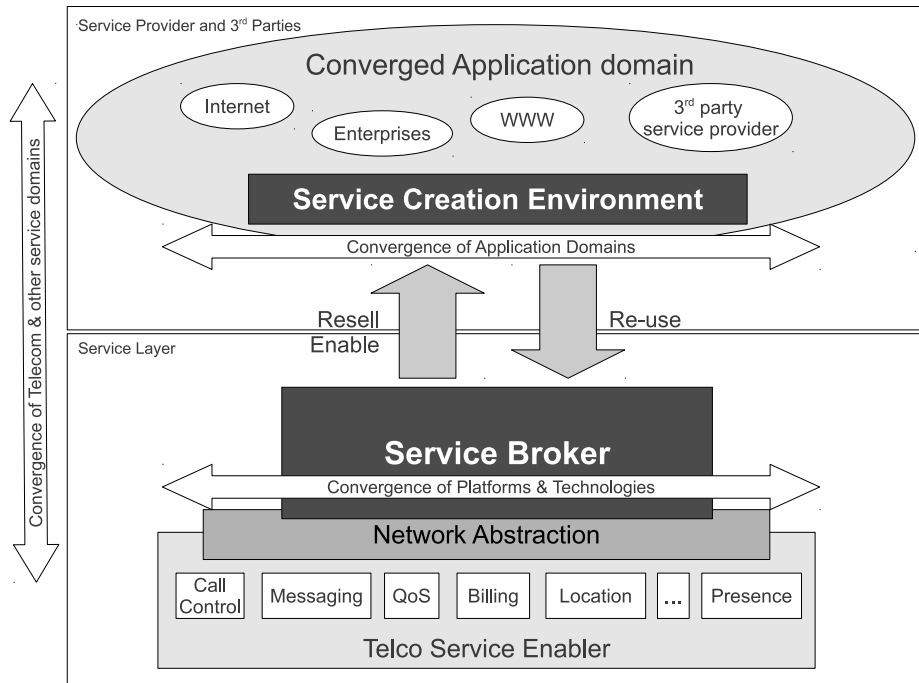 Service Provider and 3rd Parties
Converged Application domain
Internet
Enterprises
WWW
3rd party
service provider
Service Creation Environment
Convergence of Application Domains
Resell
Enable
Re-use
Convergence of Telecom & other service domains
Service Layer
Service Broker
Convergence of Platforms & Technologies
Network Abstraction
Call
Control
Messaging
QoS
Billing
Location
...
Presence
Telco Service Enabler